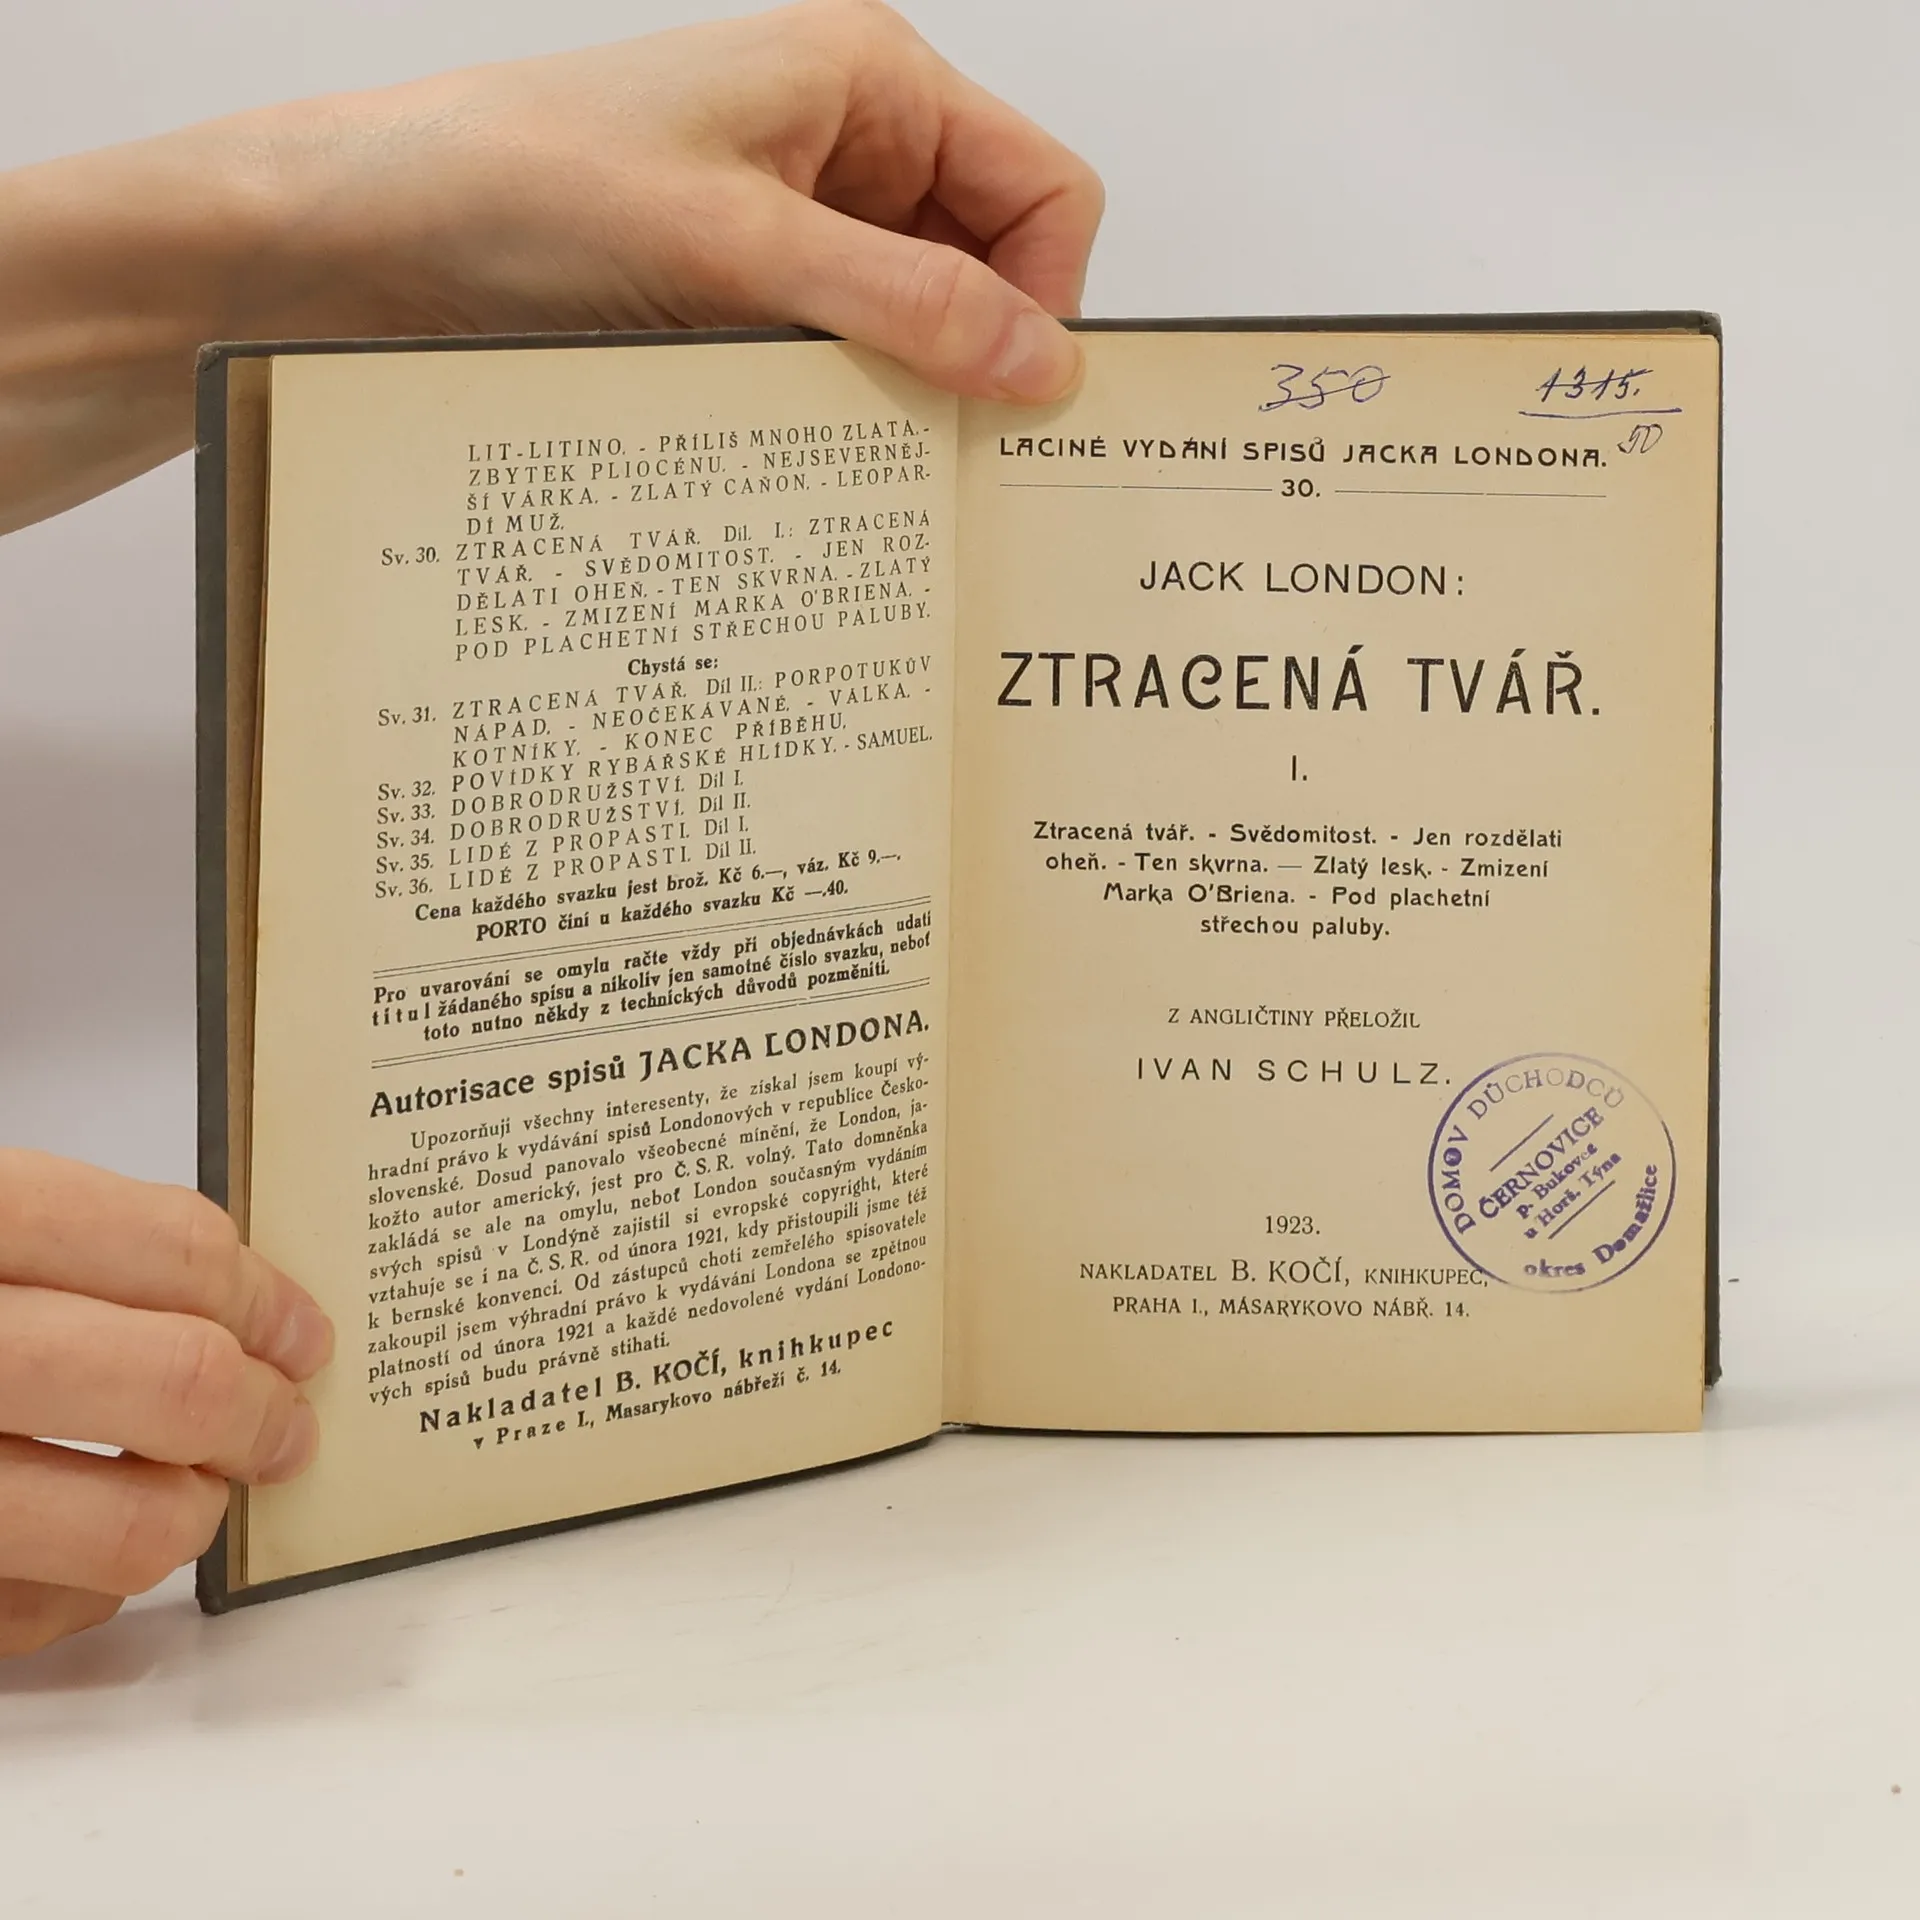 LIT-LITINO. - PŘÍLIŠ MNOHO ZLATA. -
ZBYTEK PLIOCÉNU. - NEJSEVERNĚJ-
ŠÍ VÁRKA. - ZLATÝ CAŇON. - LEOPAR-
DÍ MUŽ.
Sv. 30. ZTRACENÁ TVÁŘ. Díl. I.: ZTRACENÁ
TVÁŘ. - SVĚDOMITOST. - JEN ROZ-
DĚLATI OHEŇ. - TEN SKVRNA. - ZLATÝ
LESK. - ZMIZENÍ MARKA O'BRIENA. -
POD PLACHETNÍ STŘECHOU PALUBY.
Chystá se:
Sv. 31. ZTRACENÁ TVÁŘ. Díl II.: PORPOTUKŮV
NÁPAD. - NEOČEKÁVANÉ. - VÁLKA. -
KOTNÍKY. - KONEC PŘÍBĚHU.
Sv. 32. POVÍDKY RYBÁŘSKÉ HLÍDKY. - SAMUEL.
Sv. 33. DOBRODRUŽSTVÍ. Díl I.
Sv. 34. DOBRODRUŽSTVÍ. Díl II.
Sv. 35. LIDÉ Z PROPASTI. Díl I.
Sv. 36. LIDÉ Z PROPASTI. Díl II.
Cena každého svazku jest brož. Kč 6.—, váz. Kč 9.—.
PORTO činí u každého svazku Kč —.40.
Pro uvarování se omylu račte vždy při objednávkách udati
titul žádaného spisu a nikoliv jen samotné číslo svazku, neboť
toto nutno někdy z technických důvodů pozměniti.
Autorisace spisů JACKA LONDONA.
Upozorňuji všechny interesenty, že získal jsem koupí vý-
hradní právo k vydávání spisů Londonových v republice Česko-
slovenské. Dosud panovalo všeobecné mínění, že London, ja-
kožto autor americký, jest pro Č. S. R. volný. Tato domněnka
zakládá se ale na omylu, neboť London současným vydáním
svých spisů v Londýně zajistil si evropské copyright, které
vztahuje se i na Č. S. R. od února 1921, kdy přistoupili jsme též
k bernské konvenci. Od zástupců choti zemřelého spisovatele
zakoupil jsem výhradní právo k vydávání Londona se zpětnou
platností od února 1921 a každé nedovolené vydání Londono-
vých spisů budu právně stihati.
Nakladatel B. KOČÍ, knihkupec
v Praze I., Masarykovo nábřeží č. 14.
350
1315.
50
LACINÉ VYDÁNÍ SPISŮ JACKA LONDONA.
30.
JACK LONDON:
ZTRACENÁ TVÁŘ.
I.
Ztracená tvář. - Svědomitost. - Jen rozdělati
oheň. - Ten skvrna. — Zlatý lesk. - Zmizení
Marka O'Briena. - Pod plachetní
střechou paluby.
Z ANGLIČTINY PŘELOŽIL
IVAN SCHULZ.
DOMOV DŮCHODCŮ
ČERNOVICE
p. Bukovec
u Horš. Týna
okres Domažlice
1923.
NAKLADATEL B. KOČÍ, KNIHKUPEC,
PRAHA I., MASARYKOVO NÁBŘ. 14.